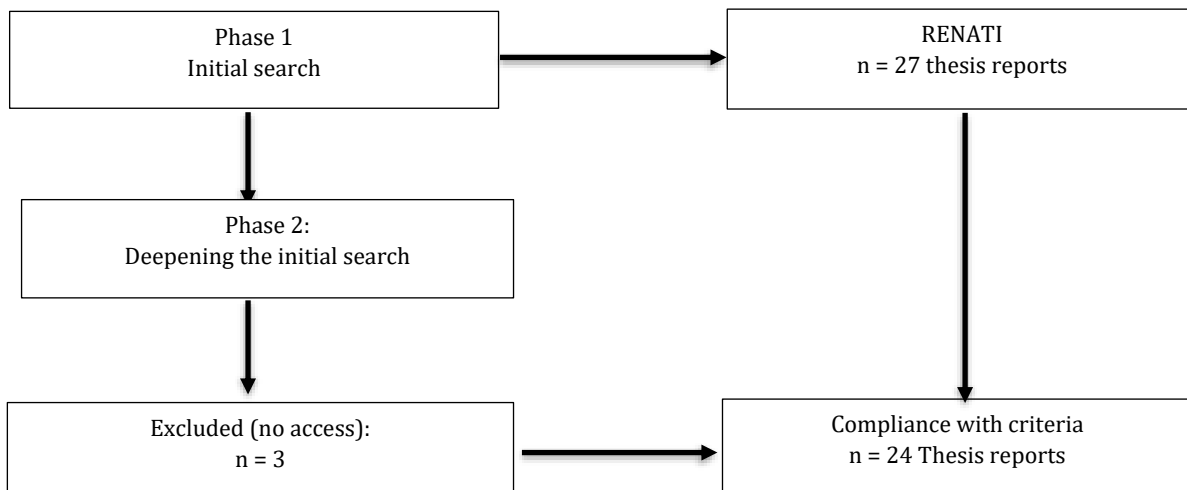 Phase 1
Initial search
RENATI
n = 27 thesis reports
Phase 2:
Deepening the initial search
Excluded (no access):
n = 3
Compliance with criteria
n = 24 Thesis reports